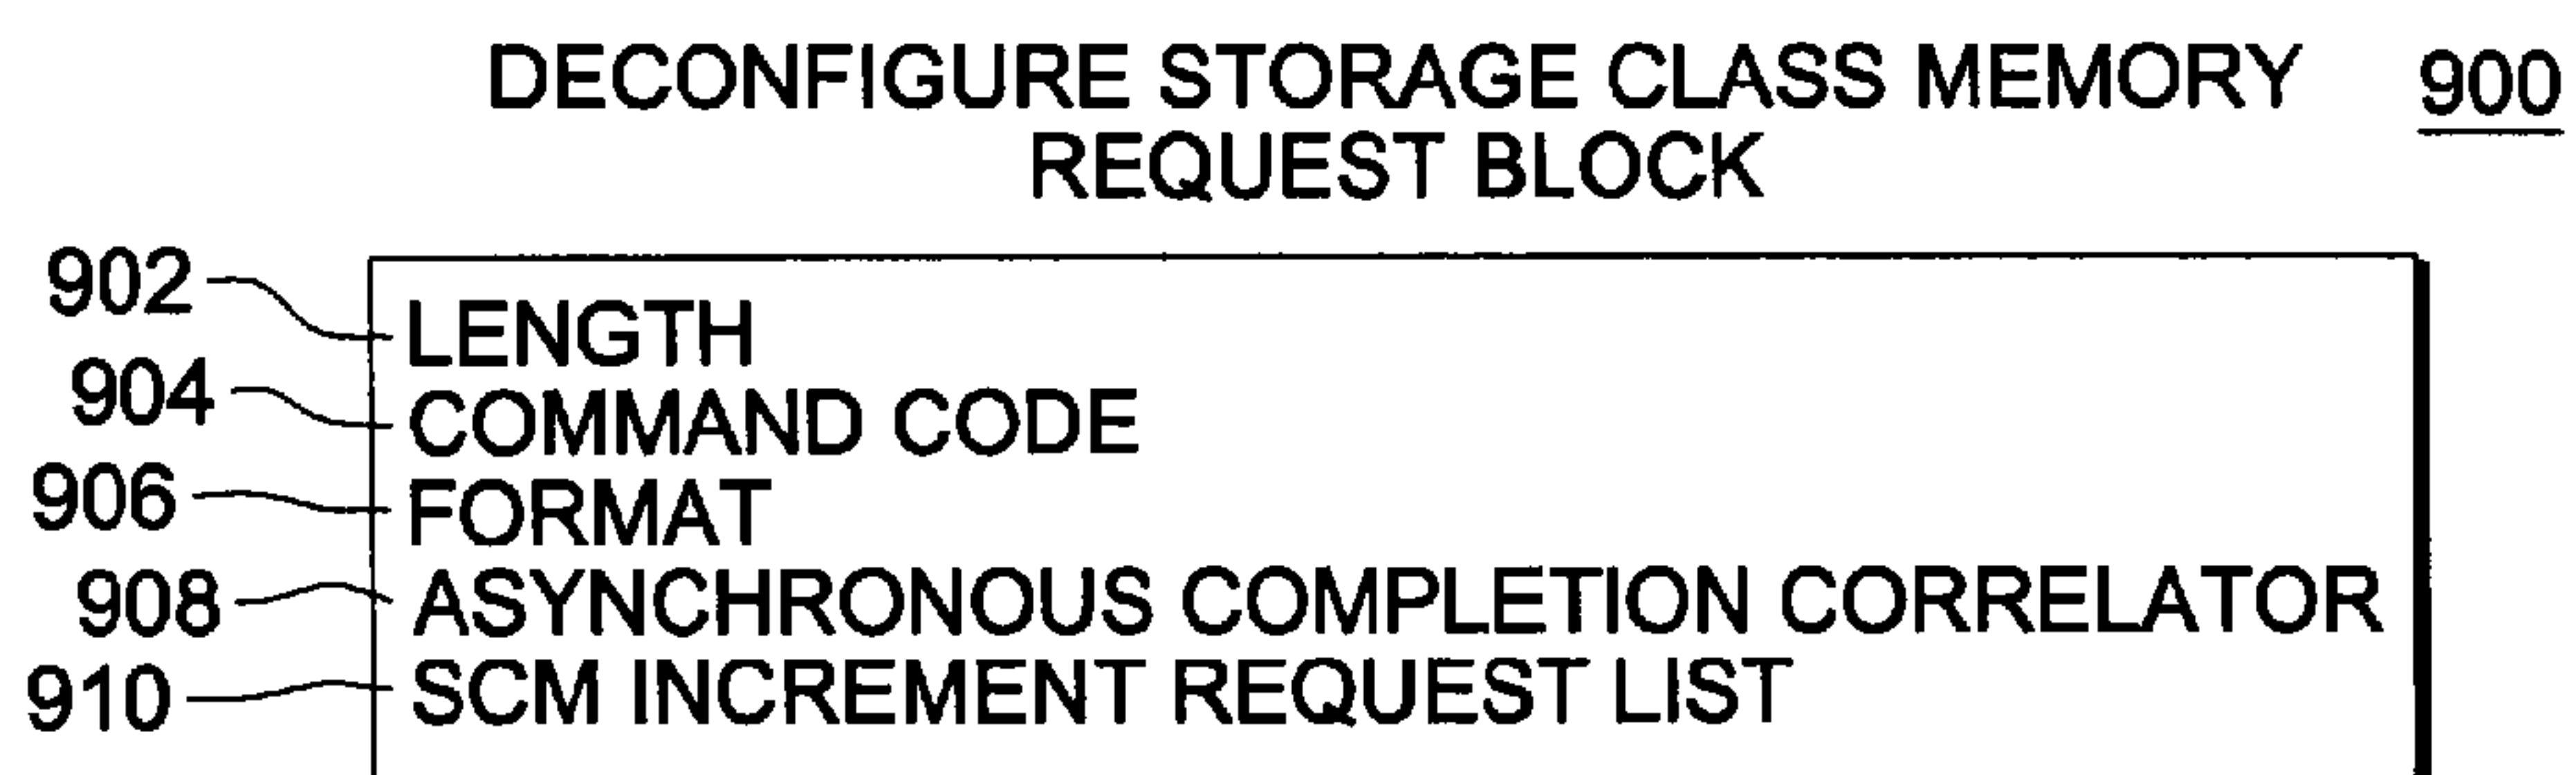 DECONFIGURE STORAGE CLASS MEMORY 900
REQUEST BLOCK
902 LENGTH
904 COMMAND CODE
906 FORMAT
908 ASYNCHRONOUS COMPLETION CORRELATOR
910 SCM INCREMENT REQUEST LIST